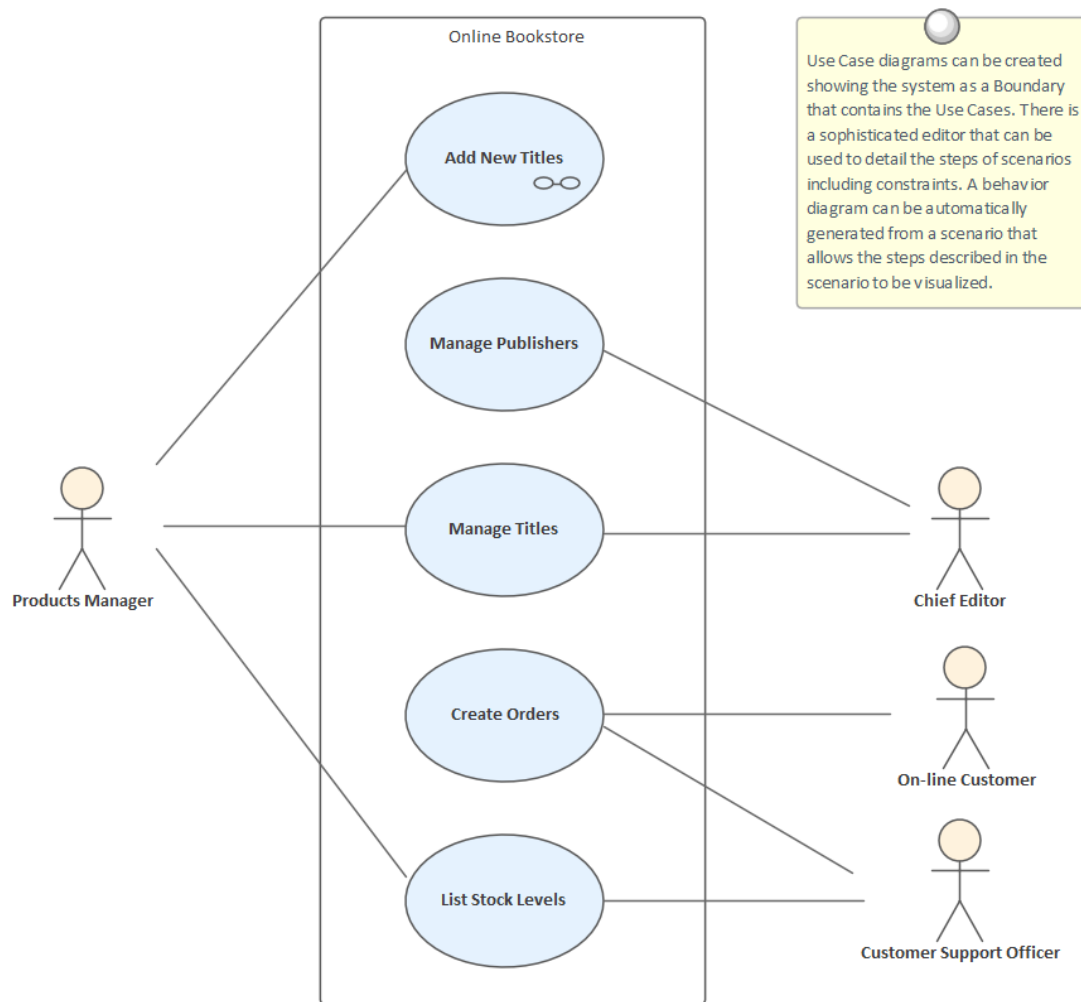 Online Bookstore
Use Case diagrams can be created
showing the system as a Boundary
that contains the Use Cases. There is
a sophisticated editor that can be
used to detail the steps of scenarios
including constraints. A behavior
diagram can be automatically
generated from a scenario that
allows the steps described in the
scenario to be visualized.
Add New Titles
Manage Publishers
Manage Titles
Products Manager
Chief Editor
Create Orders
On-line Customer
List Stock Levels
Customer Support Officer